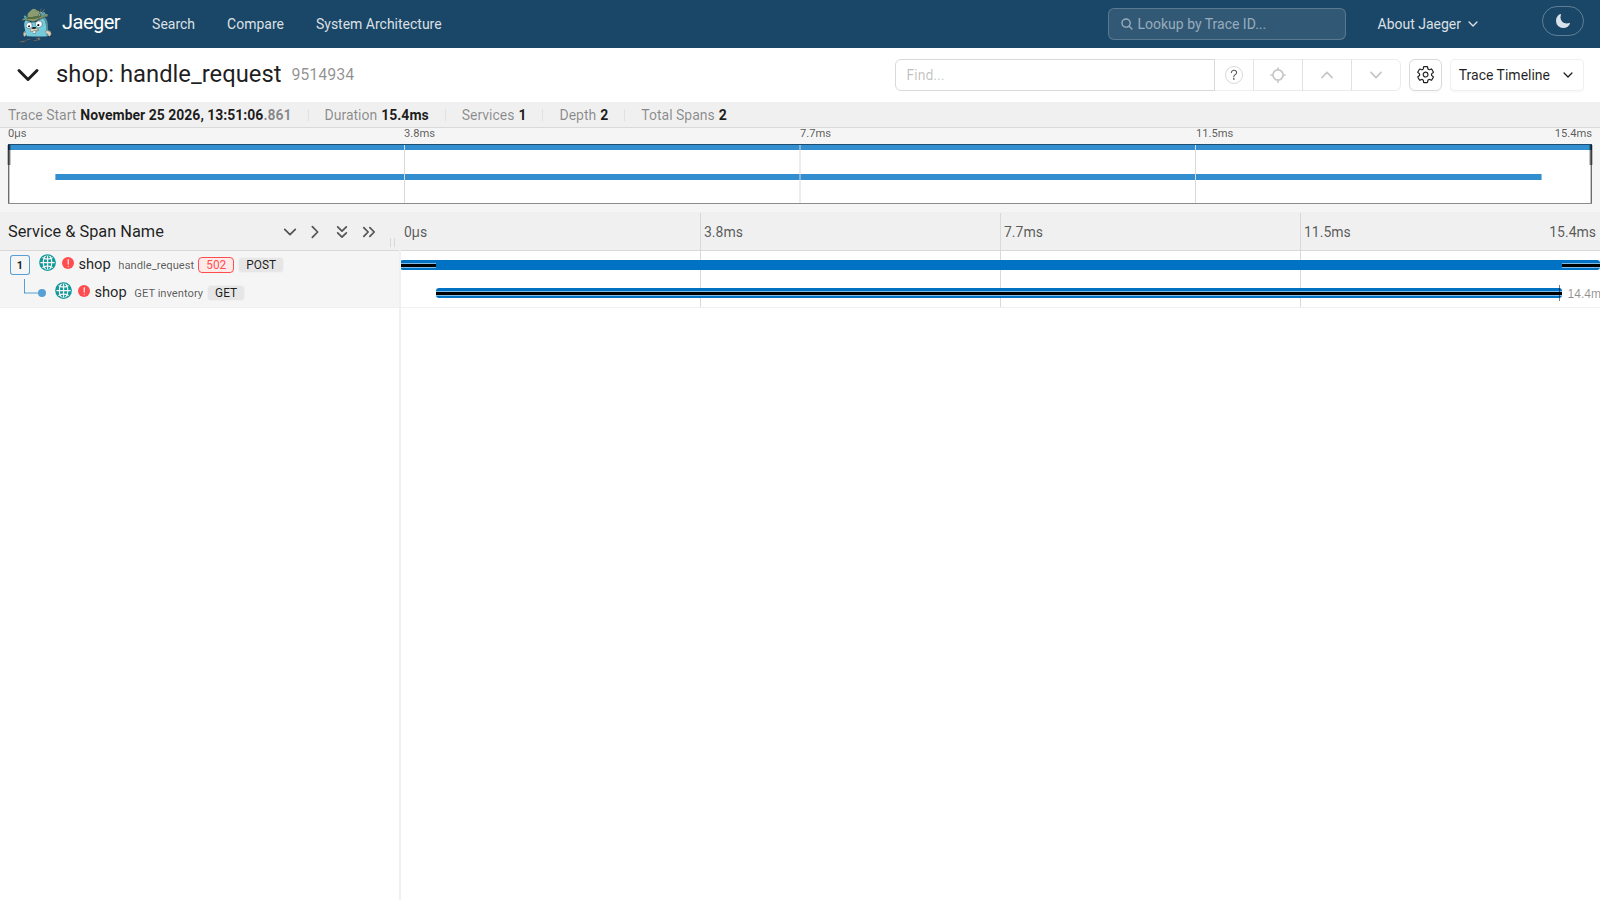 Jaeger Search Compare System Architecture Lookup by Trace ID... About Jaeger
shop: handle_request 9514934 Find... ? Trace Timeline
Trace Start November 25 2026, 13:51:06.861 Duration 15.4ms Services 1 Depth 2 Total Spans 2
0μs 3.8ms 7.7ms 11.5ms 15.4ms
Service & Span Name 0μs 3.8ms 7.7ms 11.5ms 15.4ms
1 ! shop handle_request 502 POST
! shop GET inventory GET 14.4m